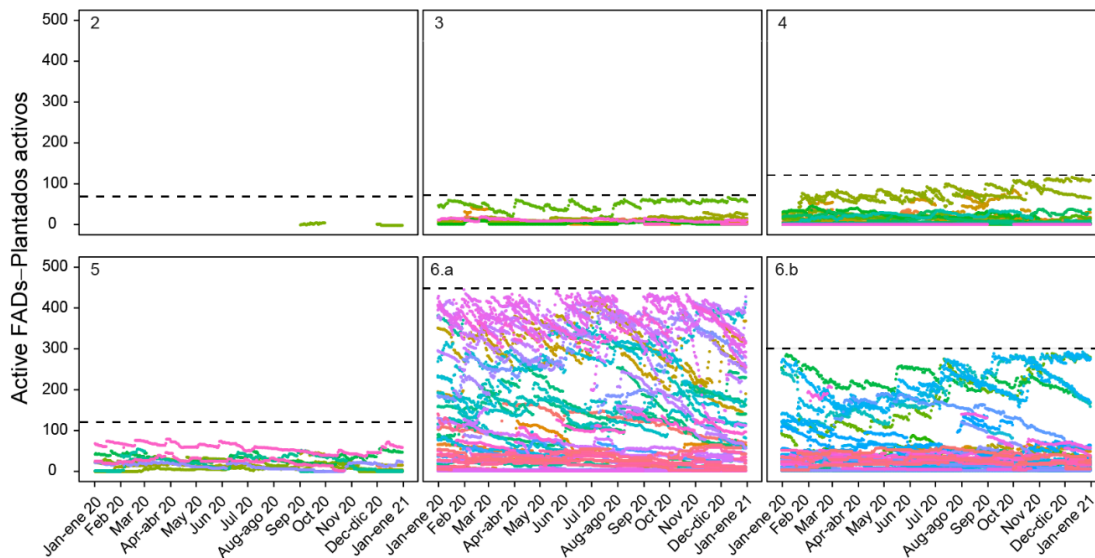 Active FADs–Plantados activos
500
400
300
200
100
0
2
3
4
500
400
300
200
100
0
5
6.a
6.b
Jan-ene 20
Feb 20
Mar 20
Apr-abr 20
May 20
Jun 20
Jul 20
Aug-ago 20
Sep 20
Oct 20
Nov 20
Dec-dic 20
Jan-ene 21
Jan-ene 20
Feb 20
Mar 20
Apr-abr 20
May 20
Jun 20
Jul 20
Aug-ago 20
Sep 20
Oct 20
Nov 20
Dec-dic 20
Jan-ene 21
Jan-ene 20
Feb 20
Mar 20
Apr-abr 20
May 20
Jun 20
Jul 20
Aug-ago 20
Sep 20
Oct 20
Nov 20
Dec-dic 20
Jan-ene 21